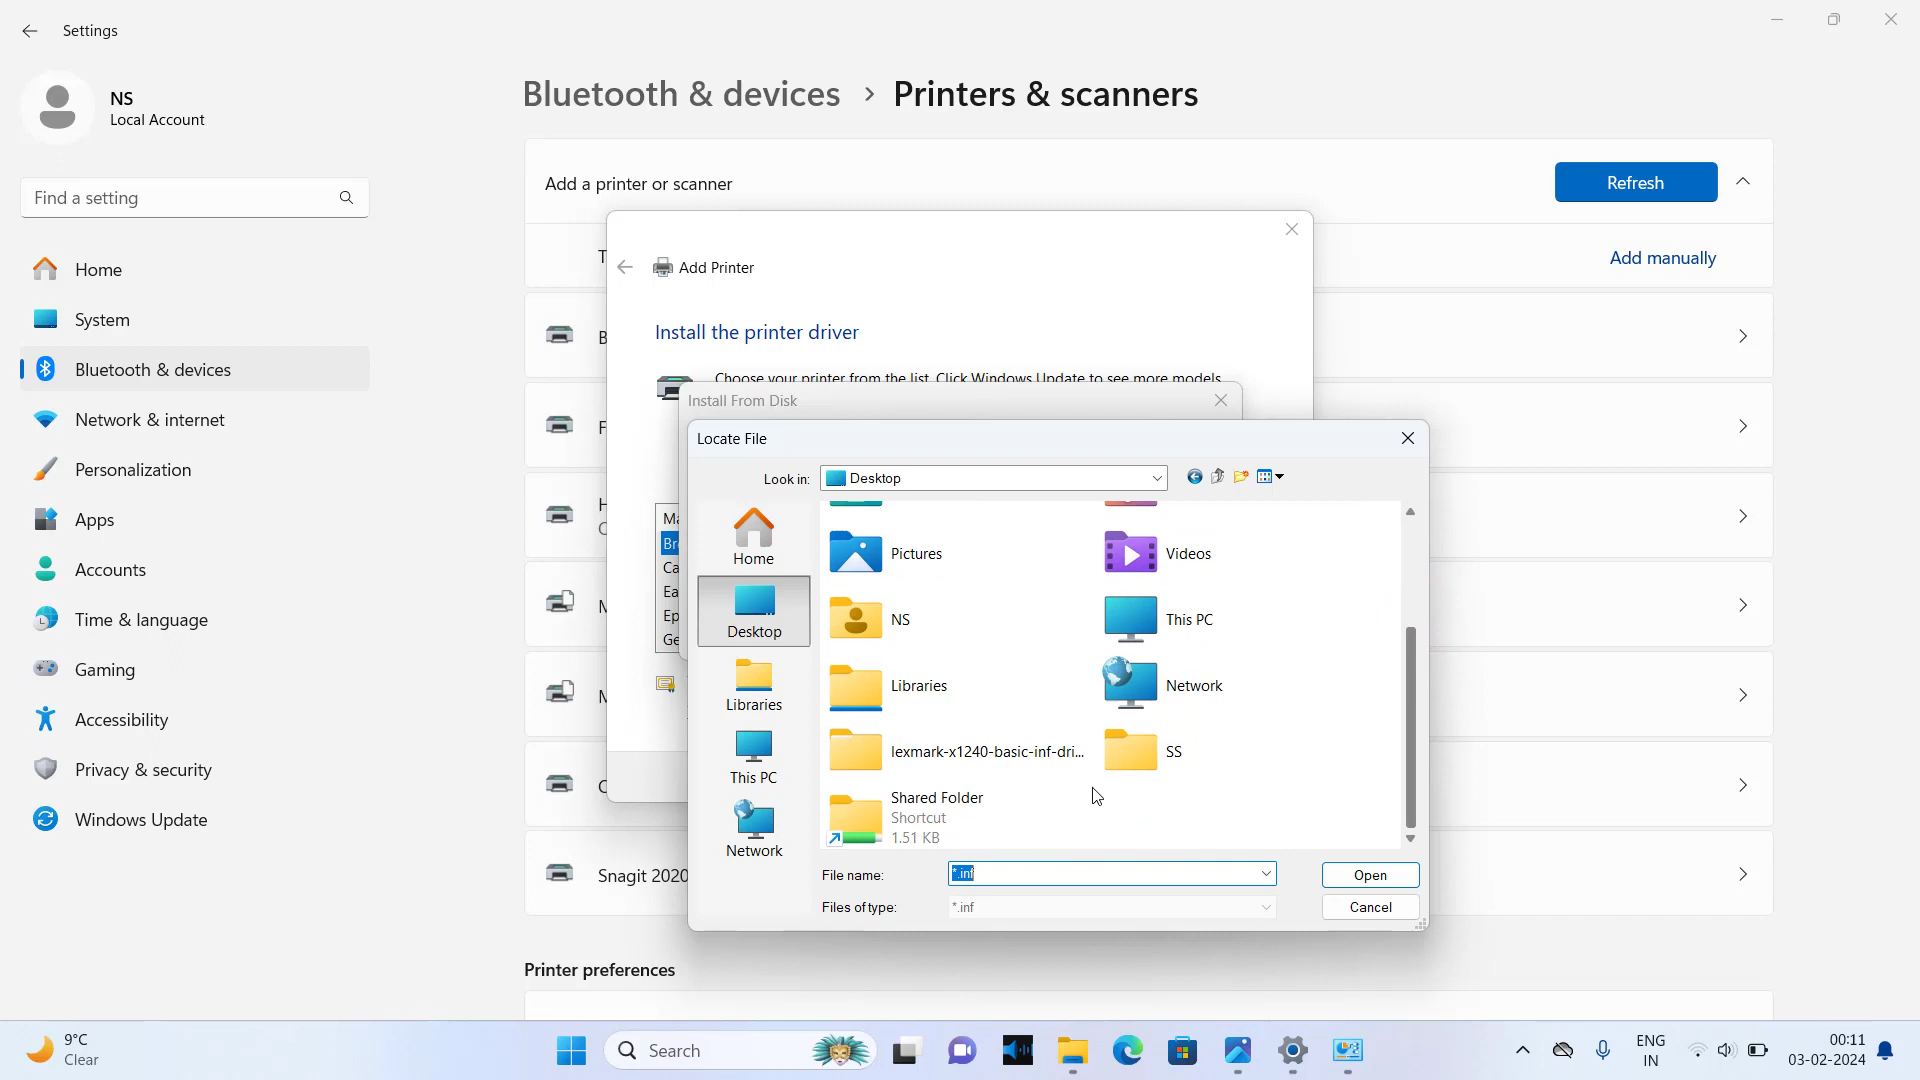 Settings
NS
Local Account
Find a setting
Home
System
Bluetooth & devices
Network & internet
Personalization
Apps
Accounts
Time & language
Gaming
Accessibility
Privacy & security
Windows Update
Bluetooth & devices › Printers & scanners
Add a printer or scanner
Refresh
Add manually
Add Printer
Install the printer driver
Choose your printer from the list. Click Windows Update to see more models.
Install From Disk
Locate File
Look in:
Desktop
Home
Desktop
Libraries
This PC
Network
Pictures
Videos
NS
This PC
Libraries
Network
lexmark-x1240-basic-inf-dri...
SS
Shared Folder
Shortcut
1.51 KB
File name:
*.inf
Open
Files of type:
*.inf
Cancel
Snagit 2020
Printer preferences
9°C
Clear
Search
ENG
IN
00:11
03-02-2024